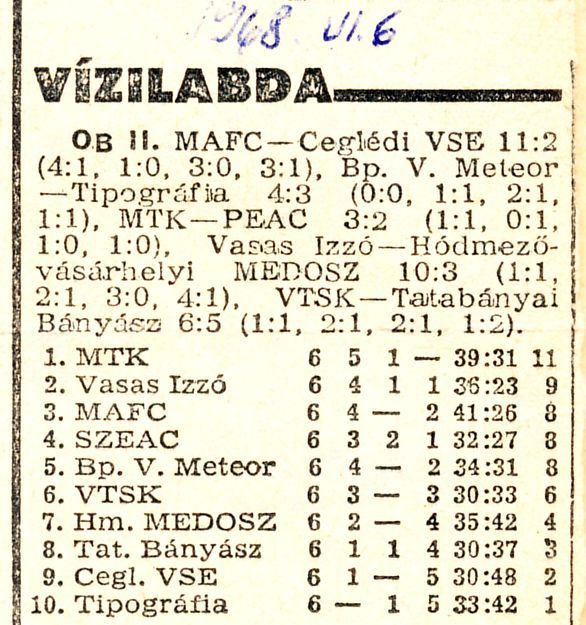 1968 VI. 6
VÍZILABDA
OB II. MAFC—Ceglédi VSE 11:2
(4:1, 1:0, 3:0, 3:1), Bp. V. Meteor
—Tipográfia 4:3 (0:0, 1:1, 2:1,
1:1), MTK—PEAC 3:2 (1:1, 0:1,
1:0, 1:0), Vasas Izzó—Hódmező-
vásárhelyi MEDOSZ 10:3 (1:1,
2:1, 3:0, 4:1), VTSK—Tatabányai
Bányász 6:5 (1:1, 2:1, 2:1, 1:2).
1. MTK 6 5 1 — 39:31 11
2. Vasas Izzó 6 4 1 1 36:23 9
3. MAFC 6 4 — 2 41:26 8
4. SZEAC 6 3 2 1 32:27 8
5. Bp. V. Meteor 6 4 — 2 34:31 8
6. VTSK 6 3 — 3 30:33 6
7. Hm. MEDOSZ 6 2 — 4 35:42 4
8. Tat. Bányász 6 1 1 4 30:37 3
9. Cegl. VSE 6 1 — 5 30:48 2
10. Tipográfia 6 — 1 5 33:42 1